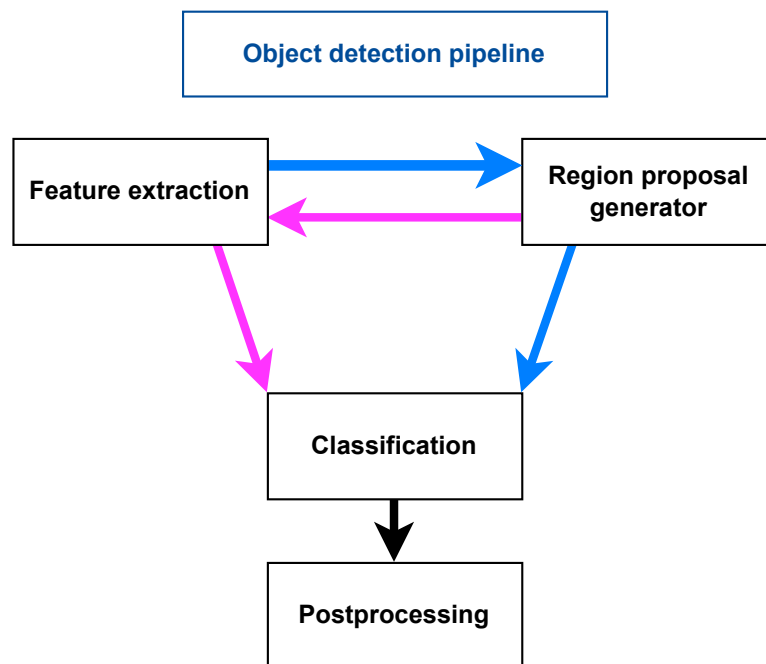 Object detection pipeline
Feature extraction
Region proposal
generator
Classification
Postprocessing